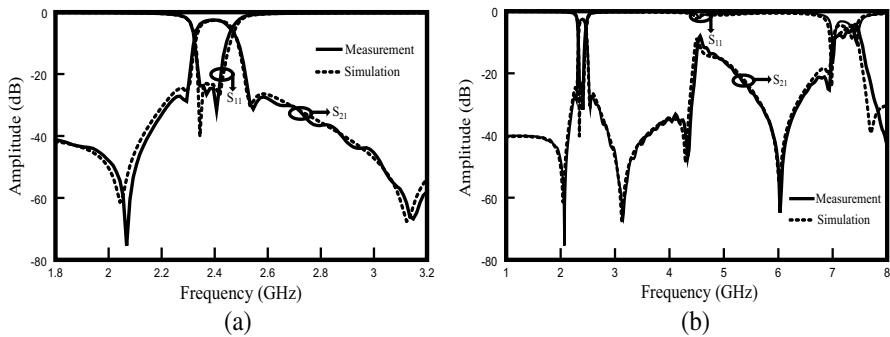 0
-20
-40
-60
-80
Amplitude (dB)
1.8
2
2.2
2.4
2.6
2.8
3
3.2
Frequency (GHz)
Measurement
Simulation
S11
S21
(a)
0
-20
-40
-60
-80
Amplitude (dB)
1
2
3
4
5
6
7
8
Frequency (GHz)
S11
S21
Measurement
Simulation
(b)